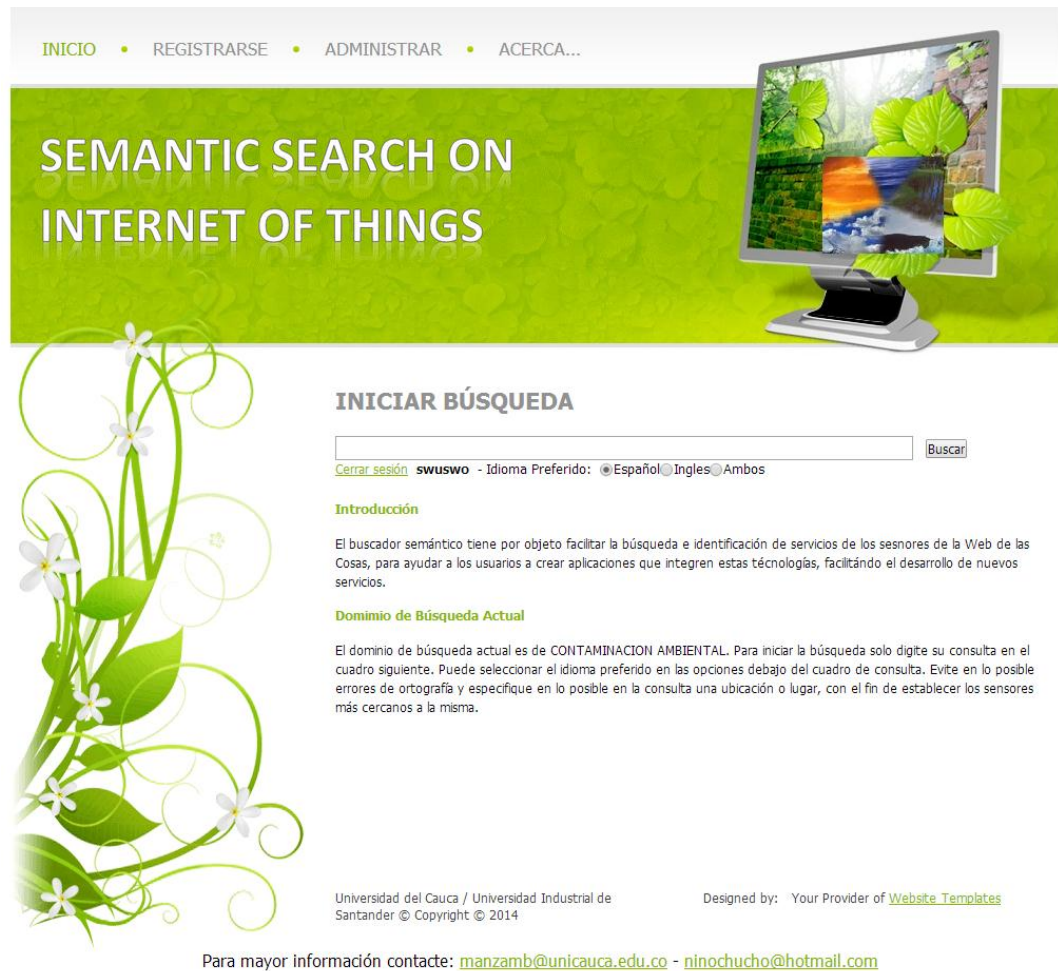 INICIO • REGISTRARSE • ADMINISTRAR • ACERCA...
SEMANTIC SEARCH ON
INTERNET OF THINGS
INICIAR BÚSQUEDA
Buscar
Cerrar sesión swuswo - Idioma Preferido: Español Ingles Ambos
Introducción
El buscador semántico tiene por objeto facilitar la búsqueda e identificación de servicios de los sesnores de la Web de las
Cosas, para ayudar a los usuarios a crear aplicaciones que integren estas técnologías, facilitándo el desarrollo de nuevos
servicios.
Domimio de Búsqueda Actual
El dominio de búsqueda actual es de CONTAMINACION AMBIENTAL. Para iniciar la búsqueda solo digite su consulta en el
cuadro siguiente. Puede seleccionar el idioma preferido en las opciones debajo del cuadro de consulta. Evite en lo posible
errores de ortografía y especifique en lo posible en la consulta una ubicación o lugar, con el fin de establecer los sensores
más cercanos a la misma.
Universidad del Cauca / Universidad Industrial de
Santander © Copyright © 2014
Designed by: Your Provider of Website Templates
Para mayor información contacte: manzamb@unicauca.edu.co - ninochucho@hotmail.com